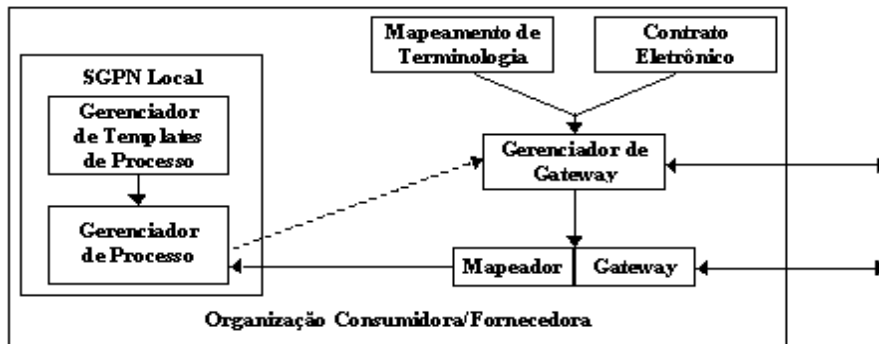 Mapeamento de
Terminologia
Contrato
Eletrônico
SGPN Local
Gerenciador
de Templates
de Processo
Gerenciador de
Gateway
Gerenciador
de Processo
Mapeador
Gateway
Organização Consumidora/Fornecedora